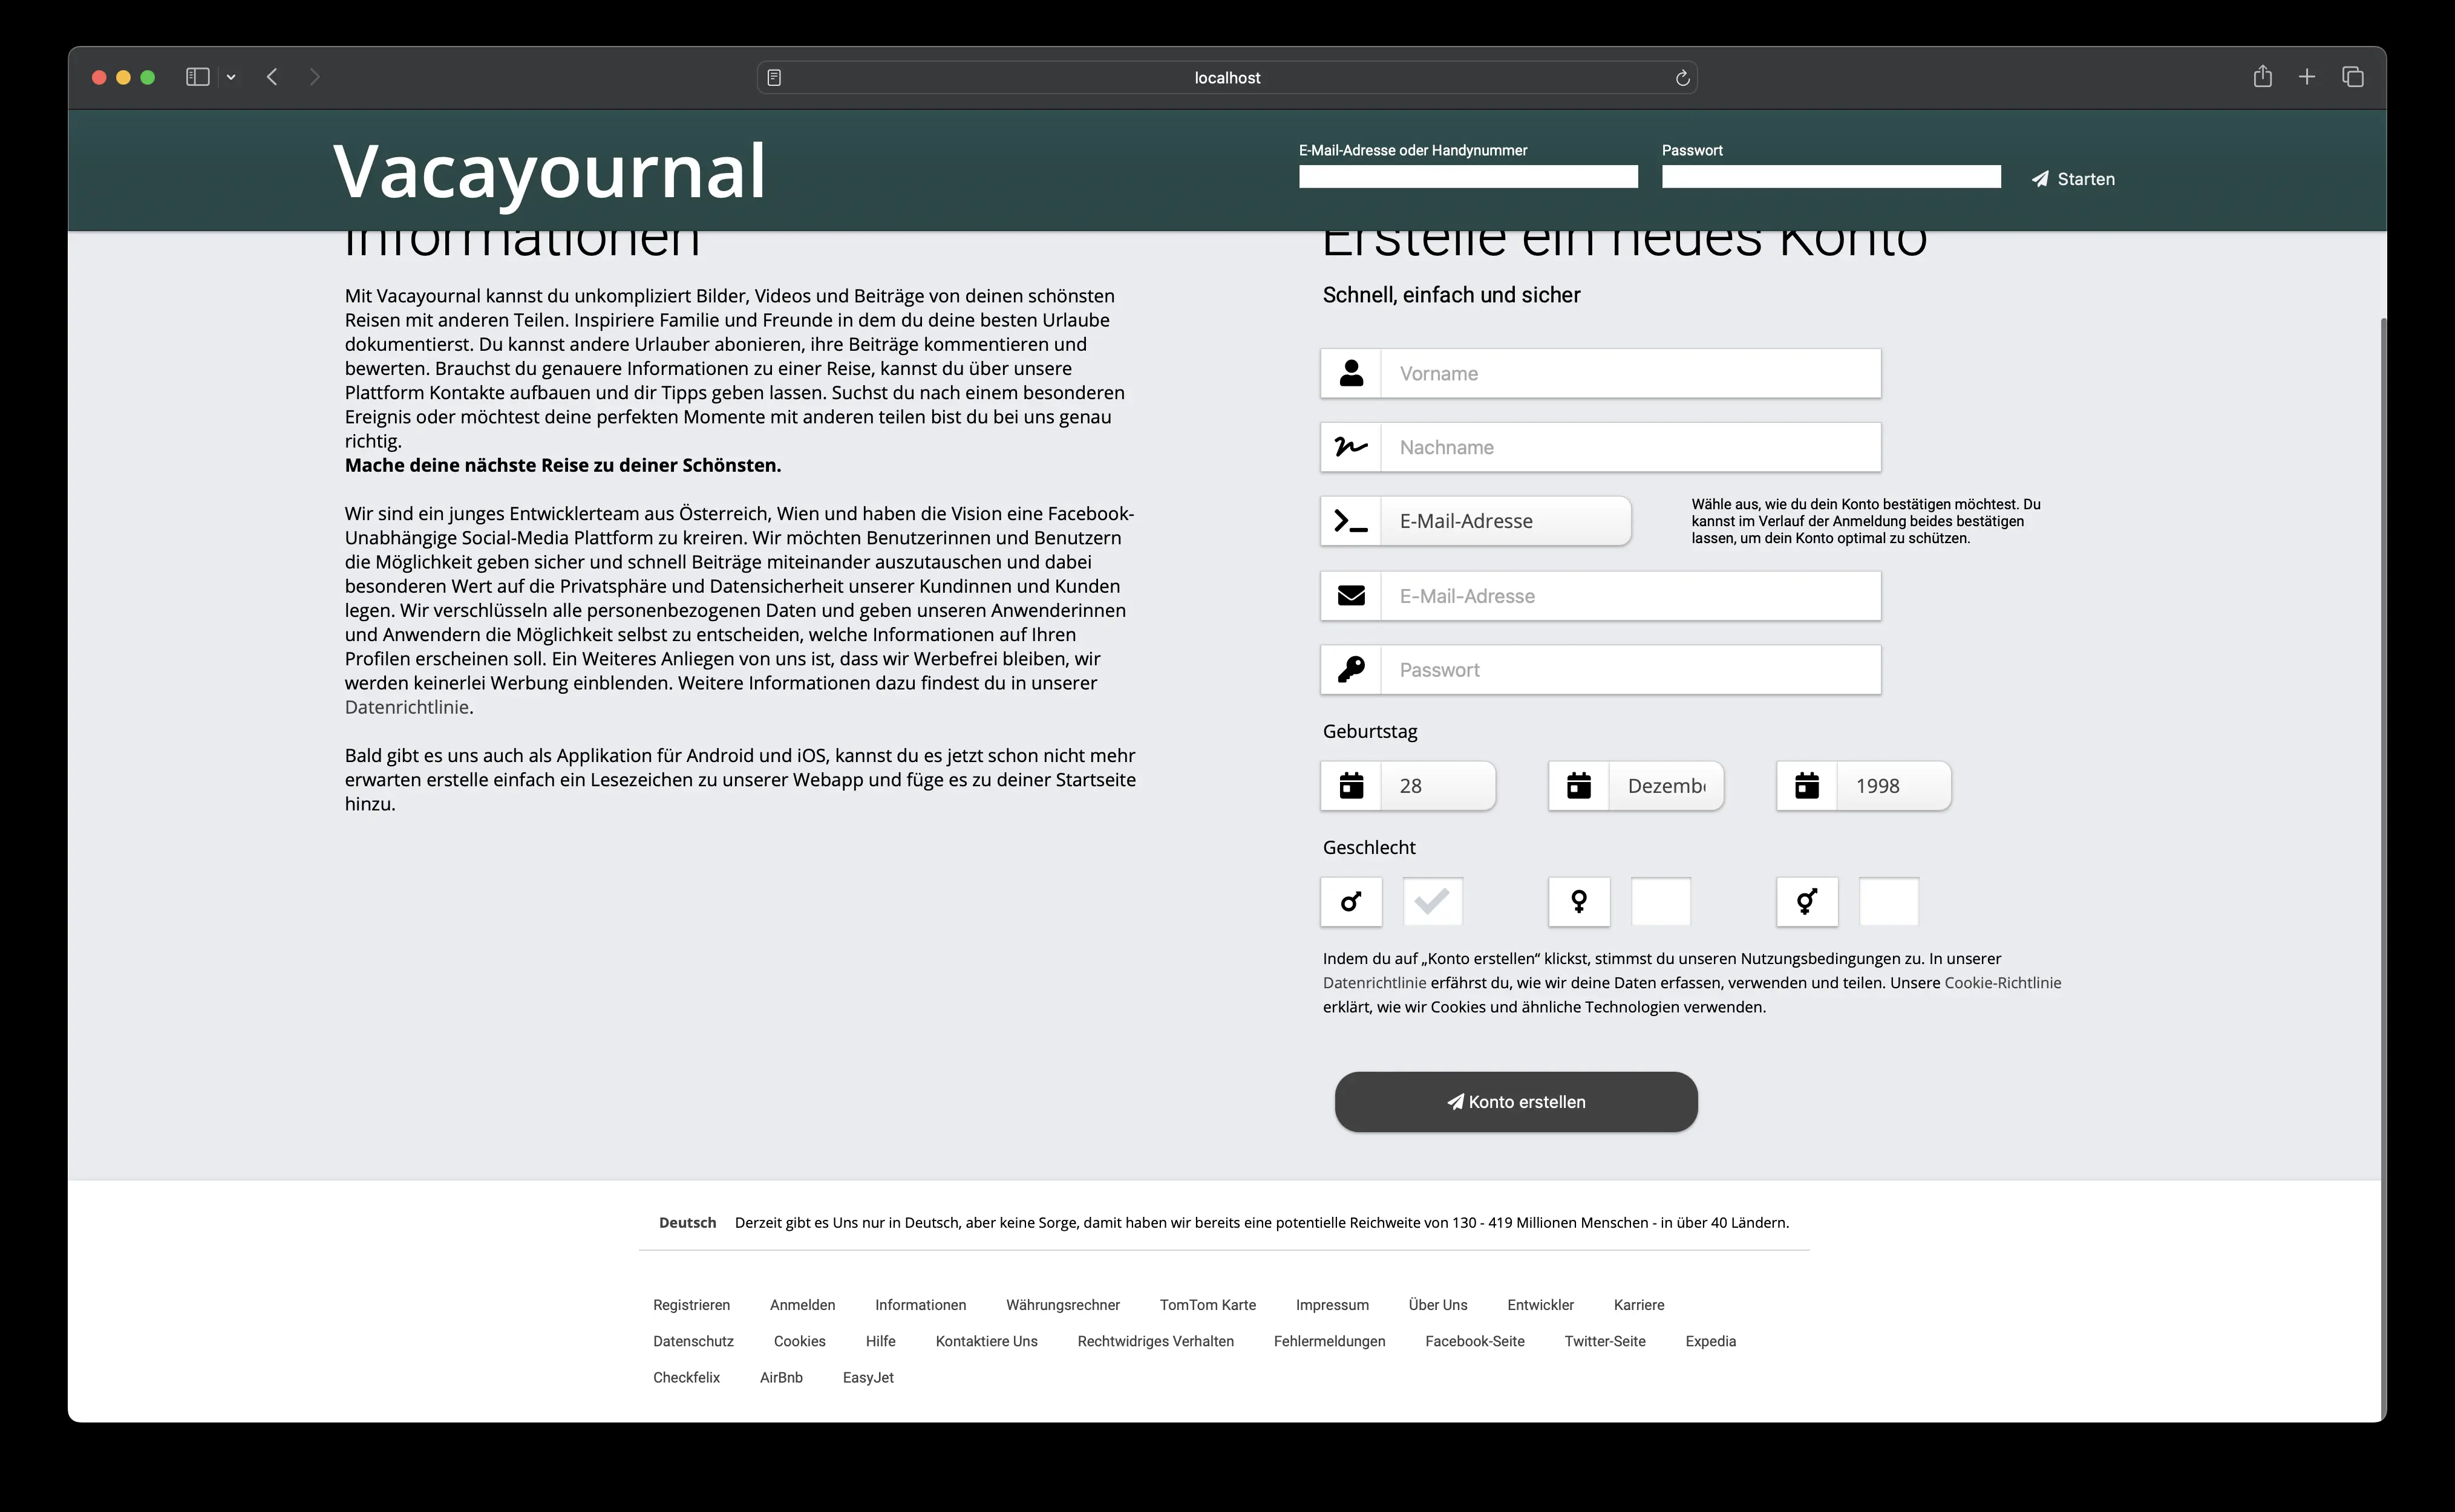 localhost
Vacayournal
E-Mail-Adresse oder Handynummer
Passwort
Starten
Informationen
Mit Vacayournal kannst du unkompliziert Bilder, Videos und Beiträge von deinen schönsten
Reisen mit anderen Teilen. Inspiriere Familie und Freunde in dem du deine besten Urlaube
dokumentierst. Du kannst andere Urlauber abonieren, ihre Beiträge kommentieren und
bewerten. Brauchst du genauere Informationen zu einer Reise, kannst du über unsere
Plattform Kontakte aufbauen und dir Tipps geben lassen. Suchst du nach einem besonderen
Ereignis oder möchtest deine perfekten Momente mit anderen teilen bist du bei uns genau
richtig.
Mache deine nächste Reise zu deiner Schönsten.
Wir sind ein junges Entwicklerteam aus Österreich, Wien und haben die Vision eine Facebook-
Unabhängige Social-Media Plattform zu kreiren. Wir möchten Benutzerinnen und Benutzern
die Möglichkeit geben sicher und schnell Beiträge miteinander auszutauschen und dabei
besonderen Wert auf die Privatsphäre und Datensicherheit unserer Kundinnen und Kunden
legen. Wir verschlüsseln alle personenbezogenen Daten und geben unseren Anwenderinnen
und Anwendern die Möglichkeit selbst zu entscheiden, welche Informationen auf Ihren
Profilen erscheinen soll. Ein Weiteres Anliegen von uns ist, dass wir Werbefrei bleiben, wir
werden keinerlei Werbung einblenden. Weitere Informationen dazu findest du in unserer
Datenrichtlinie.
Bald gibt es uns auch als Applikation für Android und iOS, kannst du es jetzt schon nicht mehr
erwarten erstelle einfach ein Lesezeichen zu unserer Webapp und füge es zu deiner Startseite
hinzu.
Erstelle ein neues Konto
Schnell, einfach und sicher
Vorname
Nachname
E-Mail-Adresse
Wähle aus, wie du dein Konto bestätigen möchtest. Du
kannst im Verlauf der Anmeldung beides bestätigen
lassen, um dein Konto optimal zu schützen.
E-Mail-Adresse
Passwort
Geburtstag
28
Dezembe
1998
Geschlecht
Indem du auf „Konto erstellen“ klickst, stimmst du unseren Nutzungsbedingungen zu. In unserer
Datenrichtlinie erfährst du, wie wir deine Daten erfassen, verwenden und teilen. Unsere Cookie-Richtlinie
erklärt, wie wir Cookies und ähnliche Technologien verwenden.
Konto erstellen
Deutsch Derzeit gibt es Uns nur in Deutsch, aber keine Sorge, damit haben wir bereits eine potentielle Reichweite von 130 - 419 Millionen Menschen - in über 40 Ländern.
Registrieren Anmelden Informationen Währungsrechner TomTom Karte Impressum Über Uns Entwickler Karriere
Datenschutz Cookies Hilfe Kontaktiere Uns Rechtwidriges Verhalten Fehlermeldungen Facebook-Seite Twitter-Seite Expedia
Checkfelix AirBnb EasyJet